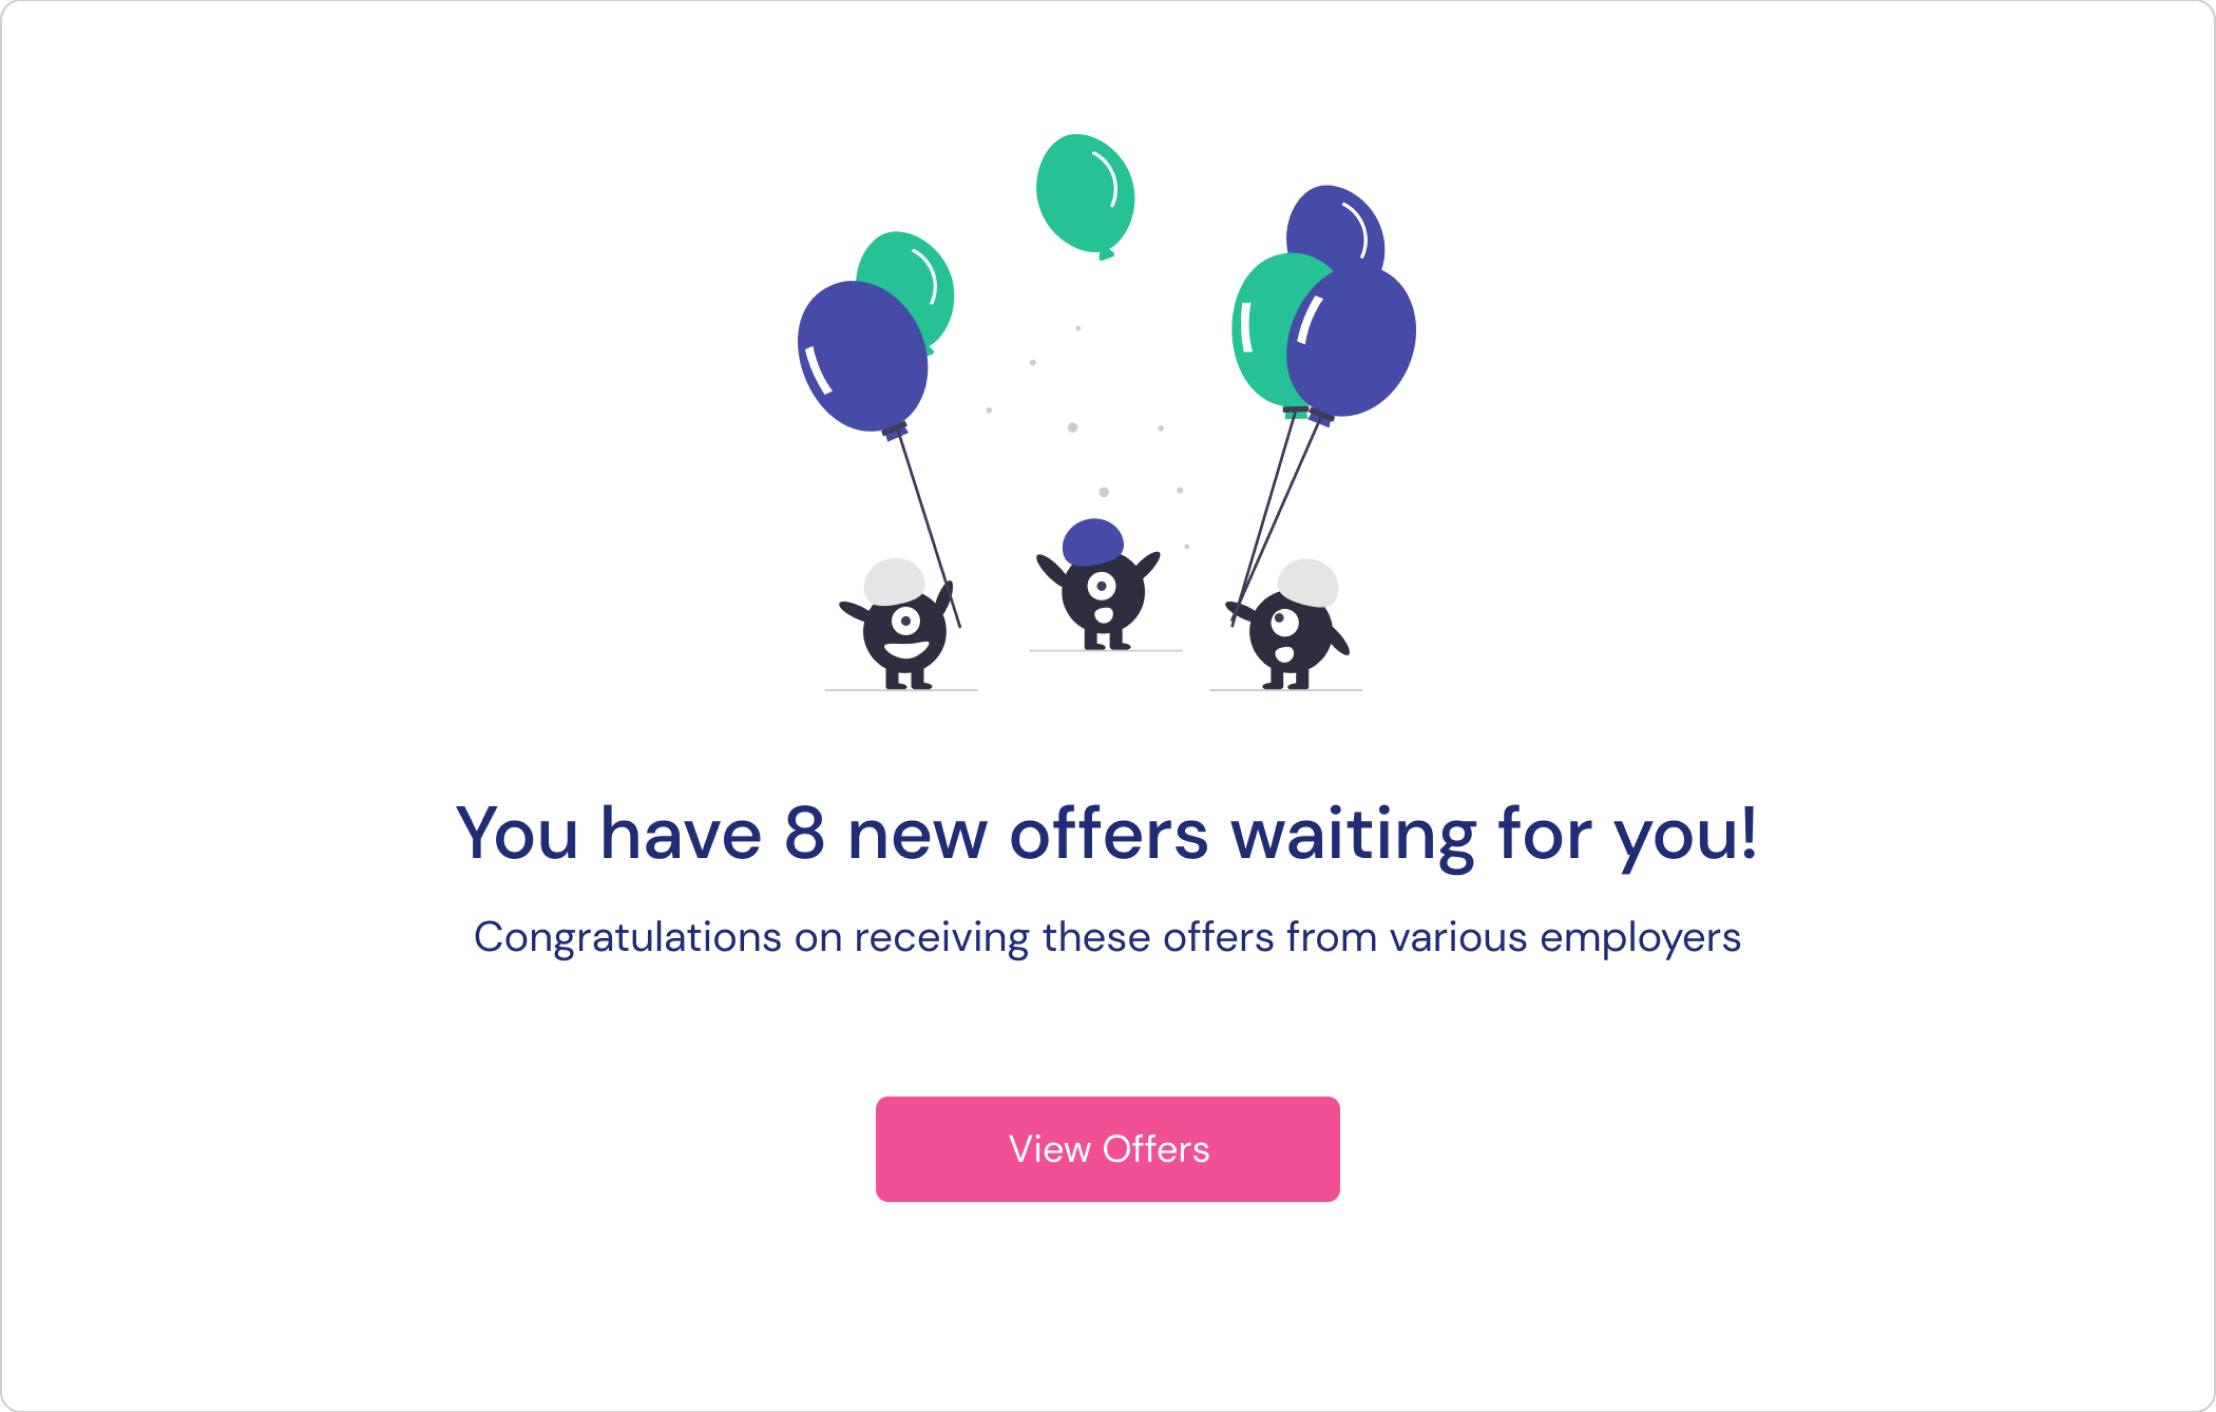 You have 8 new offers waiting for you!
Congratulations on receiving these offers from various employers
View Offers